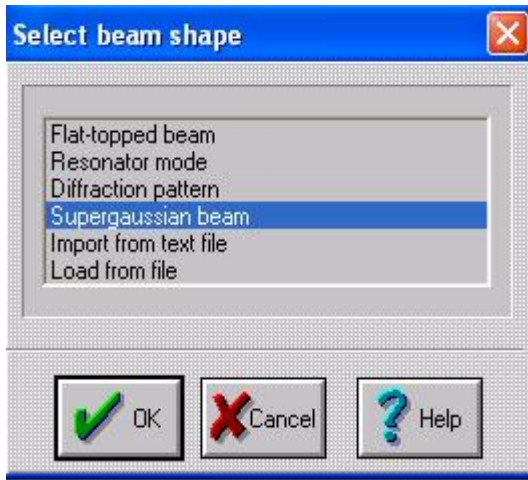 Select beam shape
Flat-topped beam
Resonator mode
Diffraction pattern
Supergaussian beam
Import from text file
Load from file
OK Cancel Help